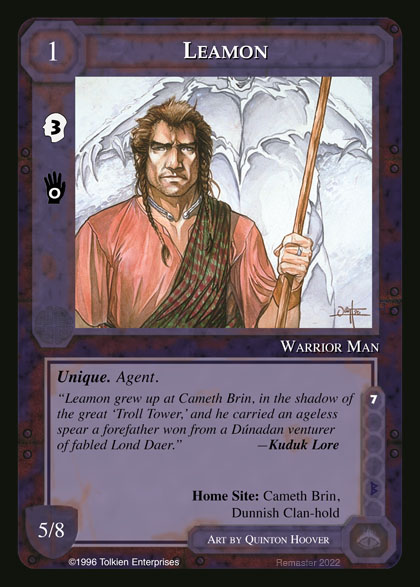 1
LEAMON
3
WARRIOR MAN
Unique. Agent.
“Leamon grew up at Cameth Brin, in the shadow of
the great ‘Troll Tower,’ and he carried an ageless
spear a forefather won from a Dúnadan venturer
of fabled Lond Daer.” –Kuduk Lore
7
Home Site: Cameth Brin,
Dunnish Clan-hold
5/8
ART BY QUINTON HOOVER
©1996 Tolkien Enterprises
Remaster 2022